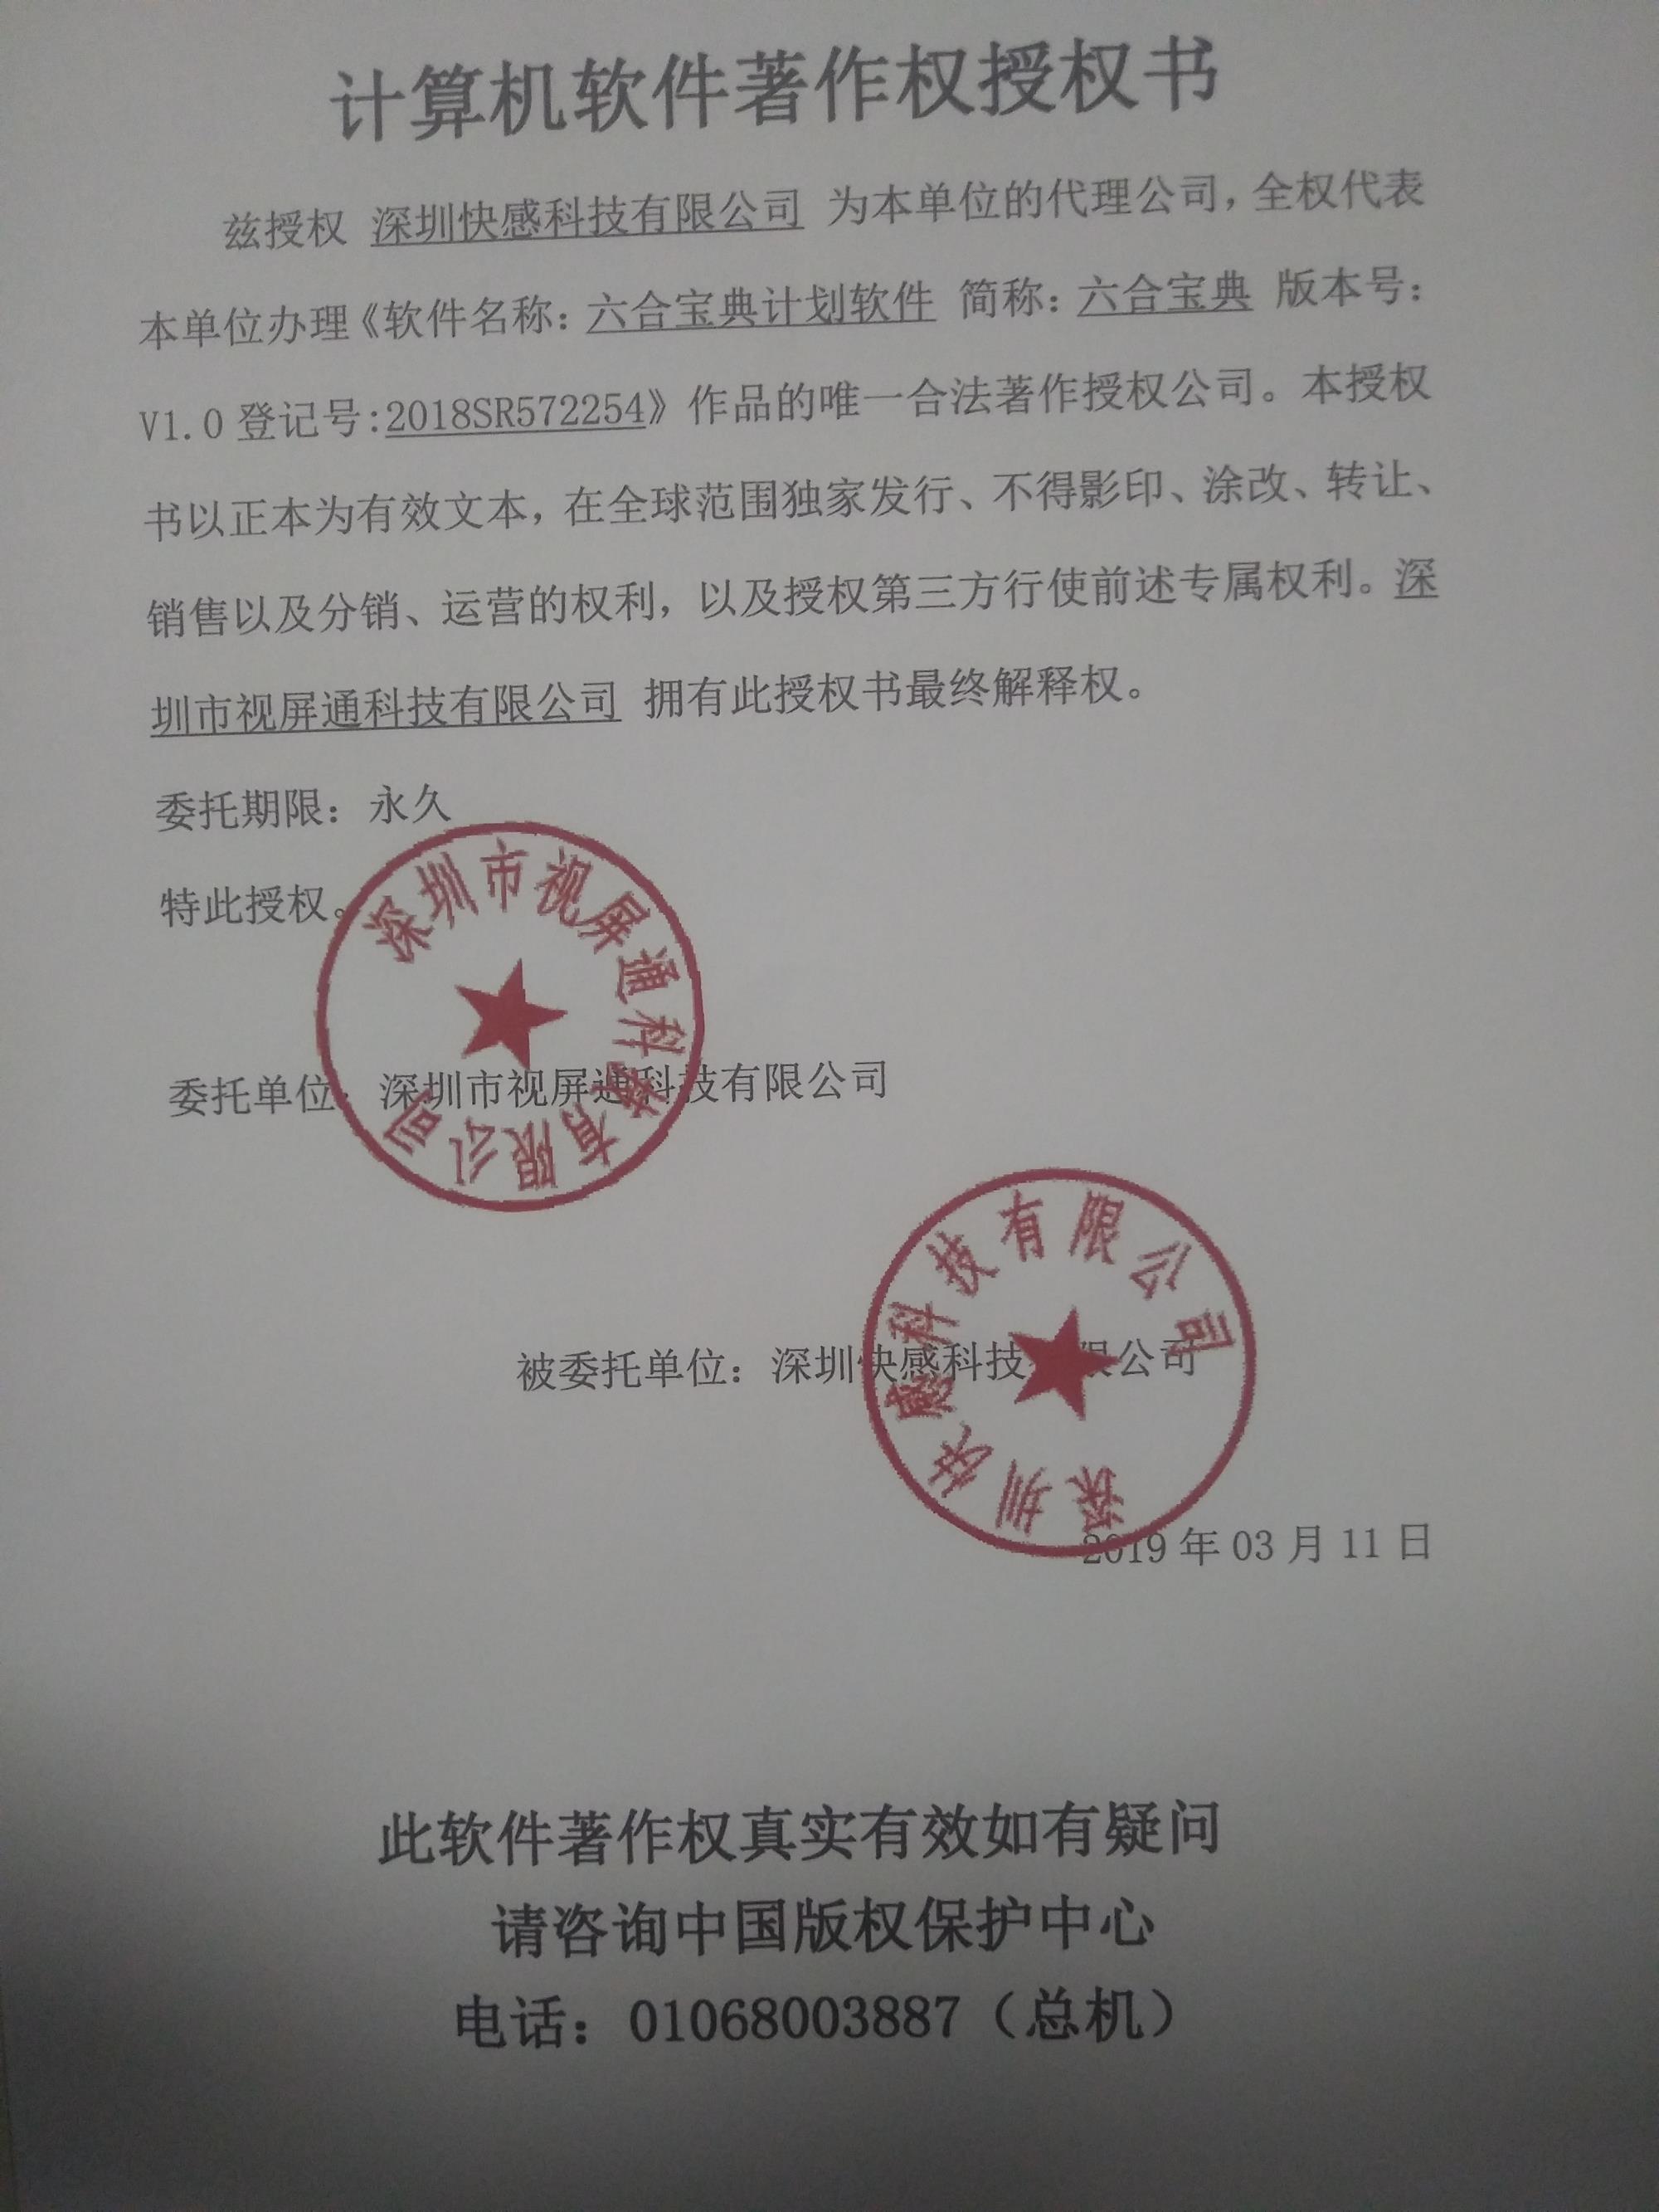 计算机软件著作权授权书
兹授权 深圳快感科技有限公司 为本单位的代理公司，全权代表
本单位办理《软件名称：六合宝典计划软件 简称：六合宝典 版本号：
V1.0 登记号:2018SR572254》作品的唯一合法著作授权公司。本授权
书以正本为有效文本，在全球范围独家发行、不得影印、涂改、转让、
销售以及分销、运营的权利，以及授权第三方行使前述专属权利。深
圳市视屏通科技有限公司 拥有此授权书最终解释权。
委托期限：永久
特此授权。
深圳市视屏通科技有限公司
委托单位：深圳市视屏通科技有限公司
深圳快感科技有限公司
被委托单位：深圳快感科技有限公司
2019 年 03 月 11 日
此软件著作权真实有效如有疑问
请咨询中国版权保护中心
电话：01068003887（总机）